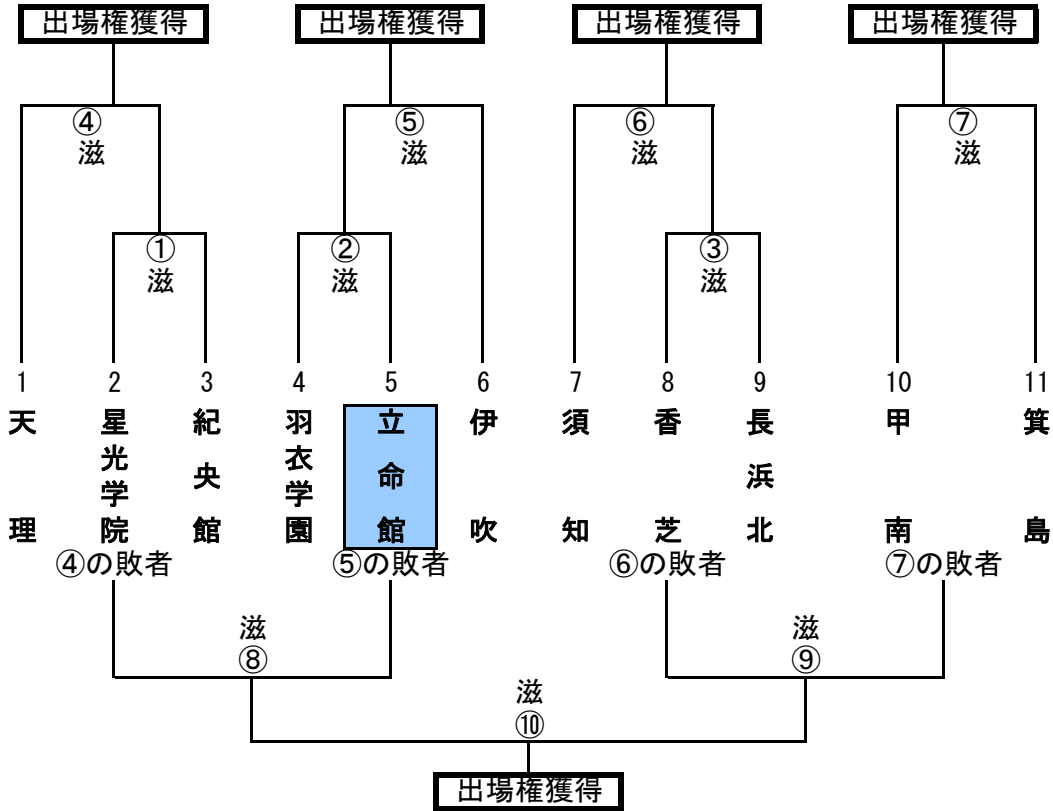 出場権獲得 出場権獲得 出場権獲得 出場権獲得
④ ⑤ ⑥ ⑦
滋 滋 滋 滋
① ② ③
滋 滋 滋
1 2 3 4 5 6 7 8 9 10 11
天理 星光学院 紀央館 羽衣学園 立命館 伊吹 須知 香芝 長浜北 甲南 箕島
④の敗者 ⑤の敗者 ⑥の敗者 ⑦の敗者
滋 滋
⑧ ⑨
滋
⑩
出場権獲得